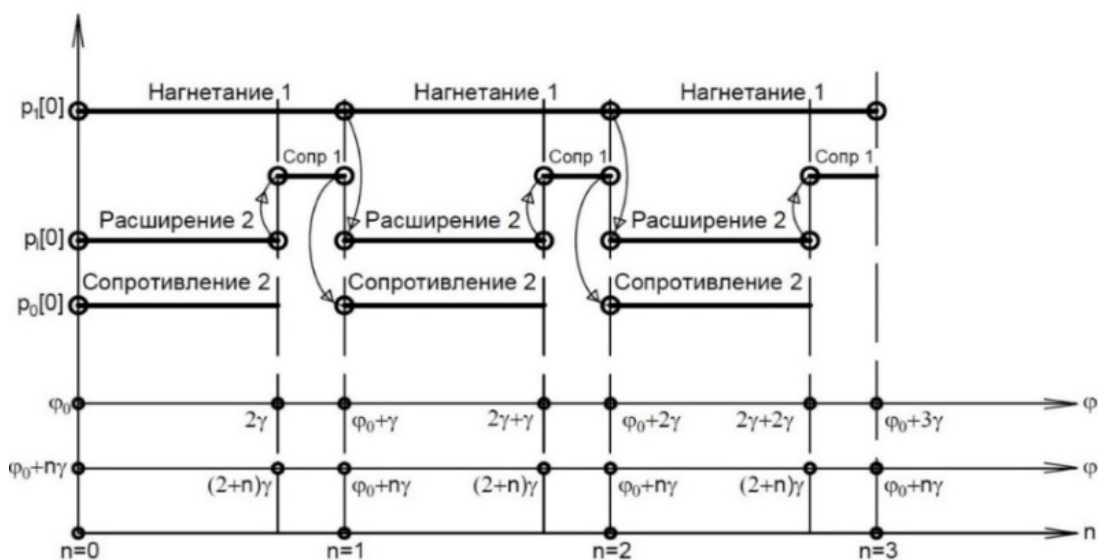 Нагнетание 1 Нагнетание 1 Нагнетание 1
p₁[0]
Сопр 1 Сопр 1 Сопр 1
Расширение 2 Расширение 2 Расширение 2
pᵢ[0]
Сопротивление 2 Сопротивление 2 Сопротивление 2
p₀[0]
φ₀ φ
2γ φ₀+γ 2γ+γ φ₀+2γ 2γ+2γ φ₀+3γ
φ₀+nγ φ
(2+n)γ φ₀+nγ (2+n)γ φ₀+nγ (2+n)γ φ₀+nγ
n
n=0 n=1 n=2 n=3